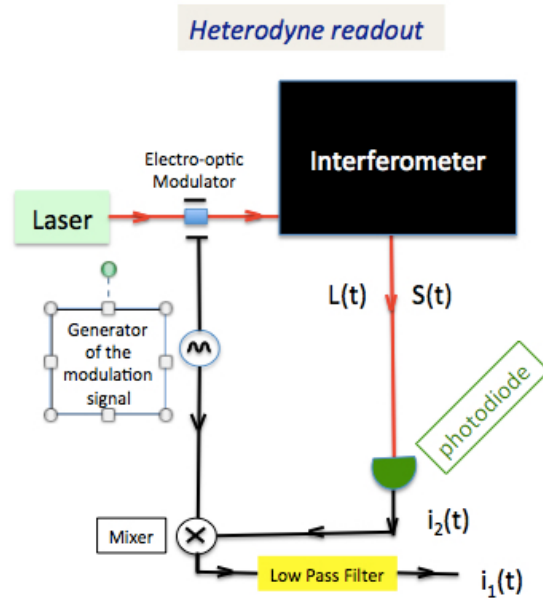 Heterodyne readout
Electro-optic
Modulator
Interferometer
Laser
L(t) S(t)
Generator
of the
modulation
signal
photodiode
i₂(t)
Mixer
Low Pass Filter
i₁(t)